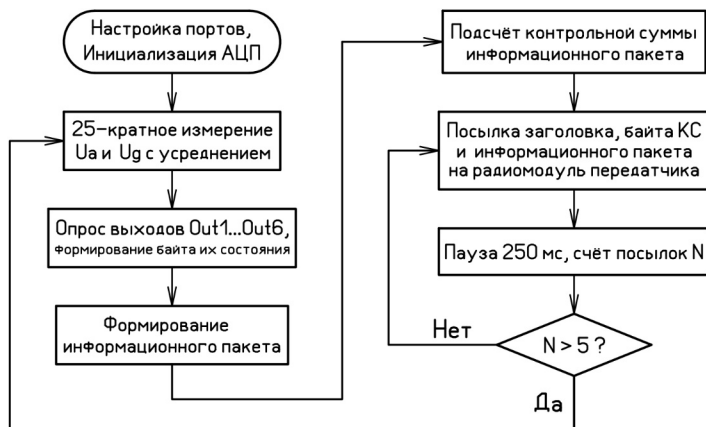 Настройка портов,
Инициализация АЦП
25-кратное измерение
Uа и Ug с усреднением
Опрос выходов Out1...Out6,
формирование байта их состояния
Формирование
информационного пакета
Подсчёт контрольной суммы
информационного пакета
Посылка заголовка, байта КС
и информационного пакета
на радиомодуль передатчика
Пауза 250 мс, счёт посылок N
N > 5 ?
Нет
Да